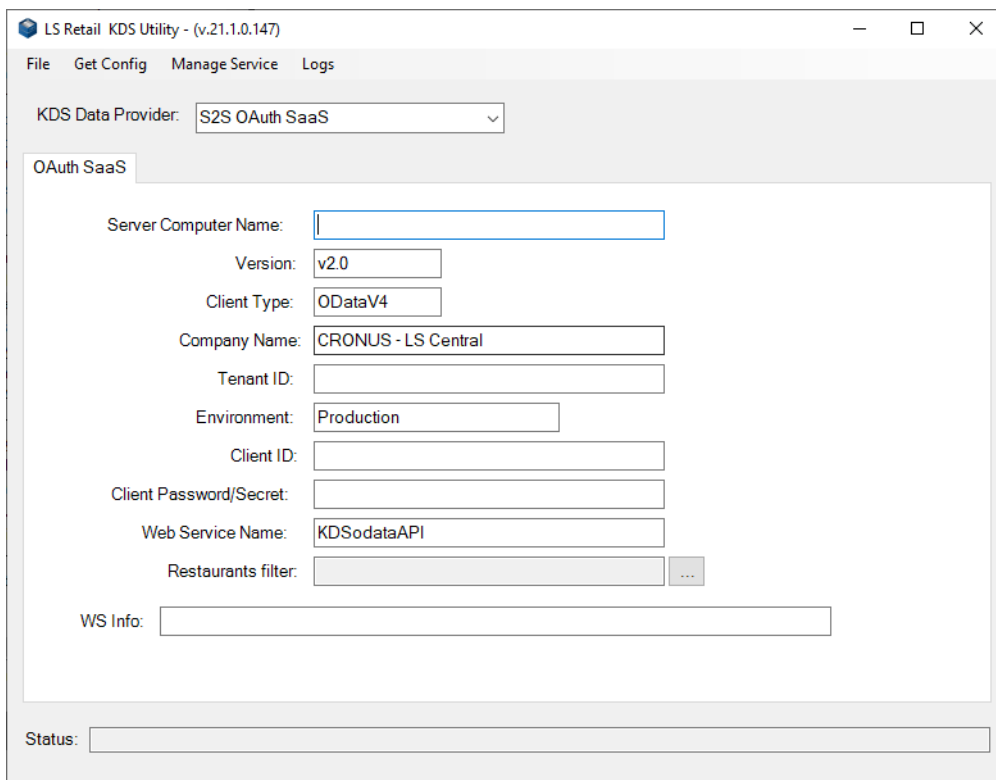 LS Retail KDS Utility - (v.21.1.0.147)
File Get Config Manage Service Logs
KDS Data Provider: S2S OAuth SaaS
OAuth SaaS
Server Computer Name:
Version: v2.0
Client Type: ODataV4
Company Name: CRONUS - LS Central
Tenant ID:
Environment: Production
Client ID:
Client Password/Secret:
Web Service Name: KDSodataAPI
Restaurants filter: ...
WS Info:
Status: